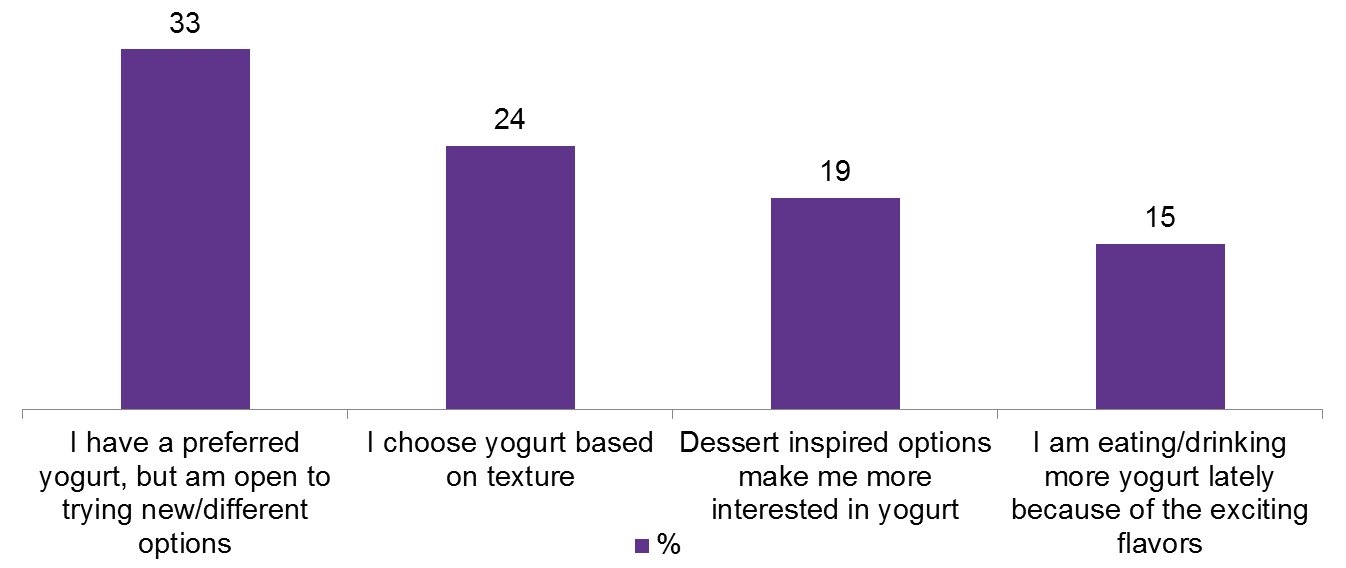 33
24
19
15
I have a preferred
yogurt, but am open to
trying new/different
options
I choose yogurt based
on texture
Dessert inspired options
make me more
interested in yogurt
I am eating/drinking
more yogurt lately
because of the exciting
flavors
%